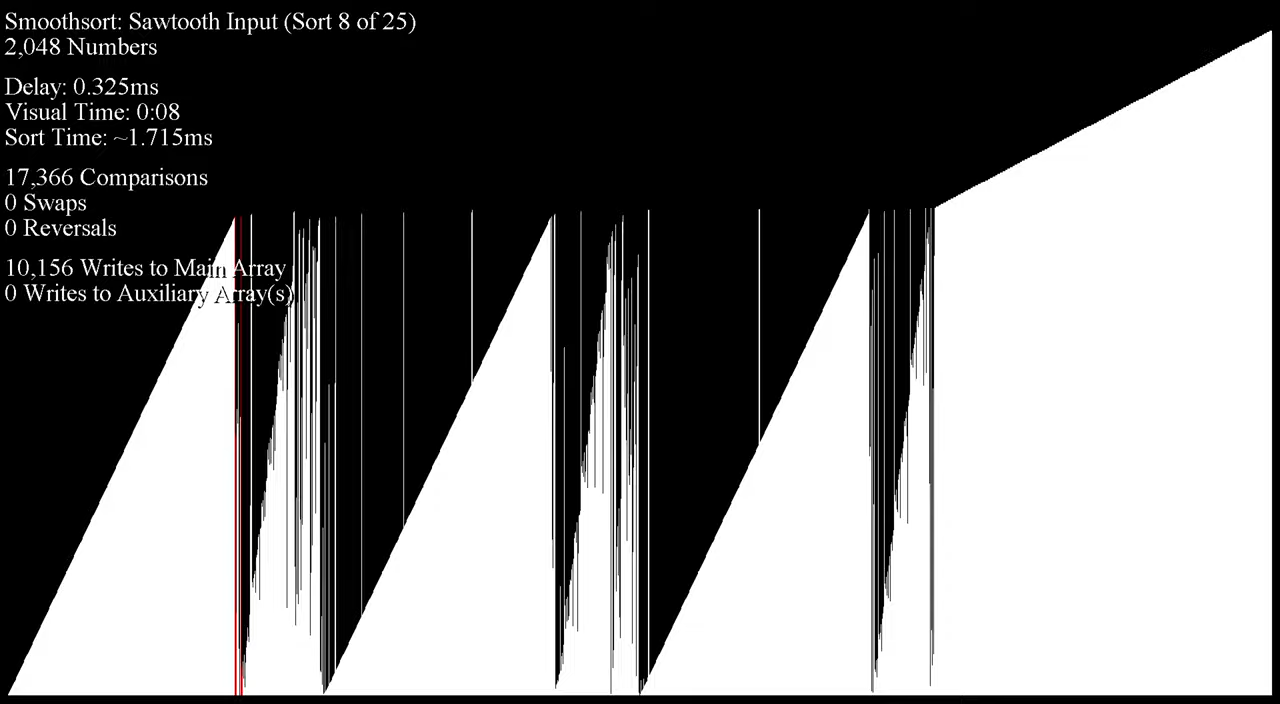 Smoothsort: Sawtooth Input (Sort 8 of 25)
2,048 Numbers
Delay: 0.325ms
Visual Time: 0:08
Sort Time: ~1.715ms
17,366 Comparisons
0 Swaps
0 Reversals
10,156 Writes to Main Array
0 Writes to Auxiliary Array(s)